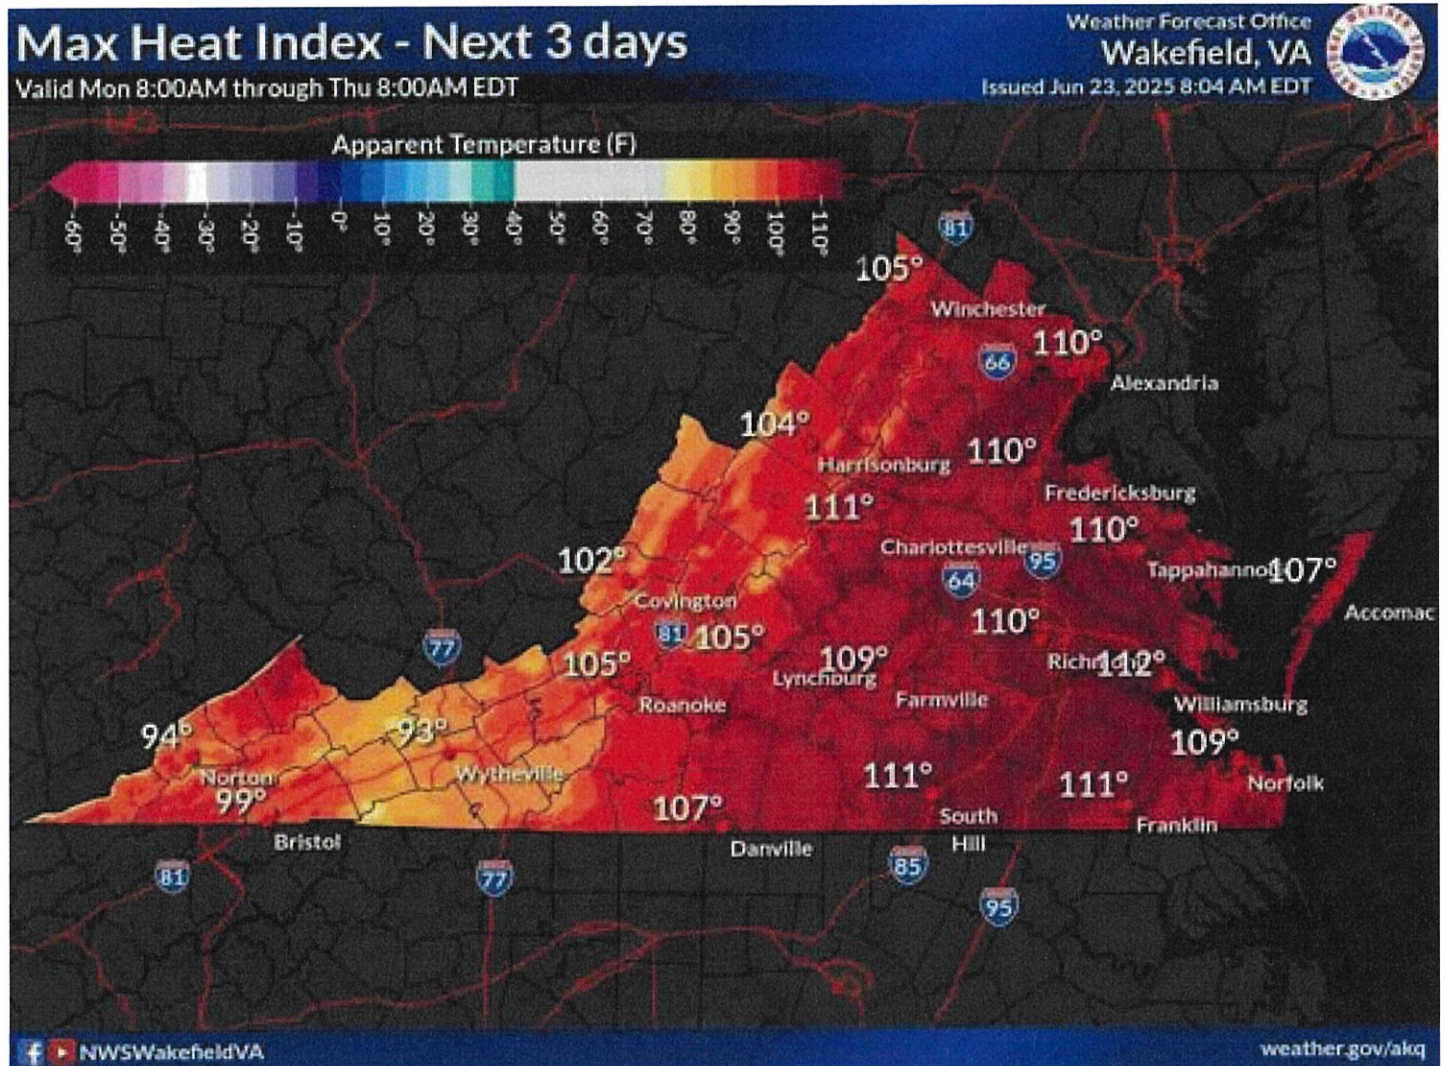 Max Heat Index - Next 3 days
Valid Mon 8:00AM through Thu 8:00AM EDT
Weather Forecast Office
Wakefield, VA
Issued Jun 23, 2025 8:04 AM EDT
Apparent Temperature (F)
-60° -50° -40° -30° -20° -10° 0° 10° 20° 30° 40° 50° 60° 70° 80° 90° 100° 110°
81
105°
Winchester
110°
66
Alexandria
104°
110°
Harrisonburg
Fredericksburg
111°
110°
Charlottesville
95
102°
64
107°
Covington
Accomac
81
105°
110°
77
105°
109°
Richmond
112°
Lynchburg
Roanoke
Farmville
Williamsburg
94°
93°
109°
Norton
Wytheville
111°
111°
Norfolk
99°
107°
South
Hill
Franklin
Bristol
Danville
81
77
85
95
NWSWakefieldVA
weather.gov/akq